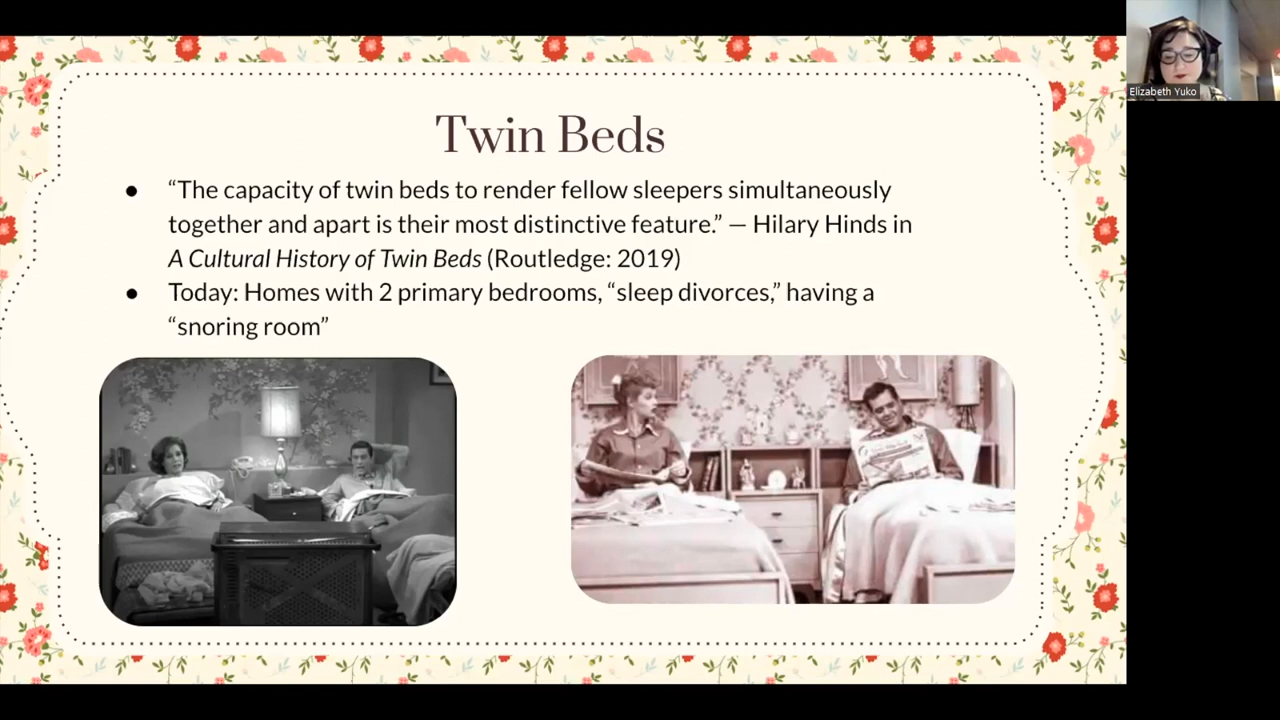 Twin Beds
● “The capacity of twin beds to render fellow sleepers simultaneously
together and apart is their most distinctive feature.” — Hilary Hinds in
A Cultural History of Twin Beds (Routledge: 2019)
● Today: Homes with 2 primary bedrooms, “sleep divorces,” having a
“snoring room”
Elizabeth Yuko